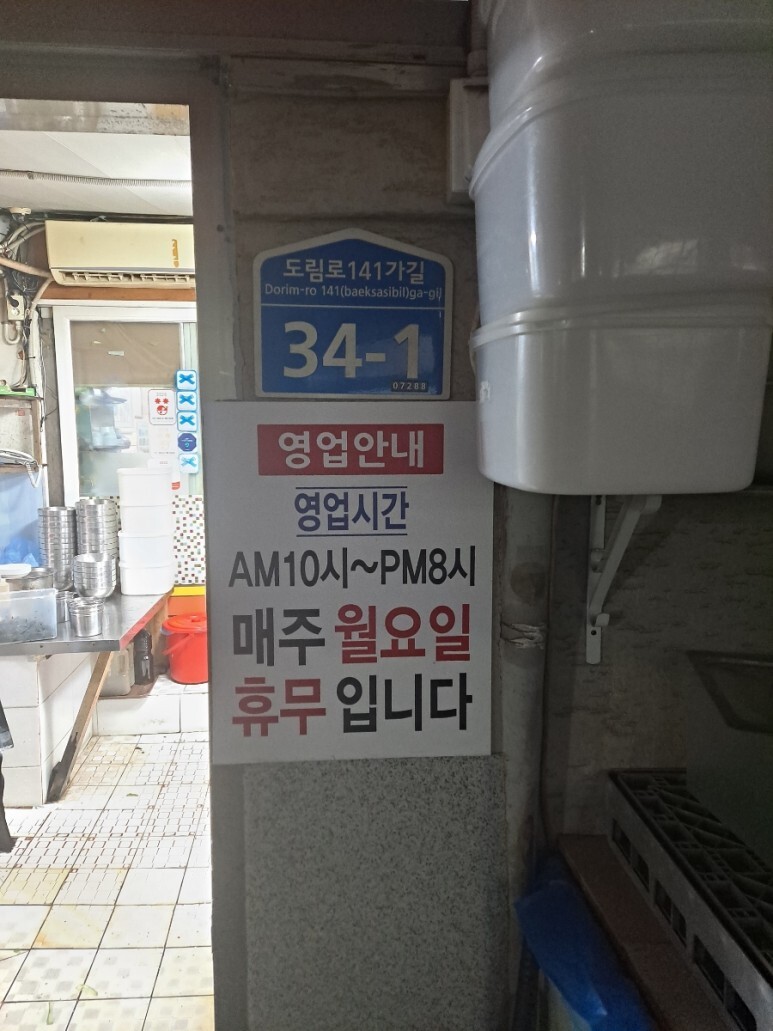 도림로141가길
Dorim-ro 141(baeksasibil)ga-gil
34-1
07288
영업안내
영업시간
AM10시~PM8시
매주 월요일
휴무 입니다